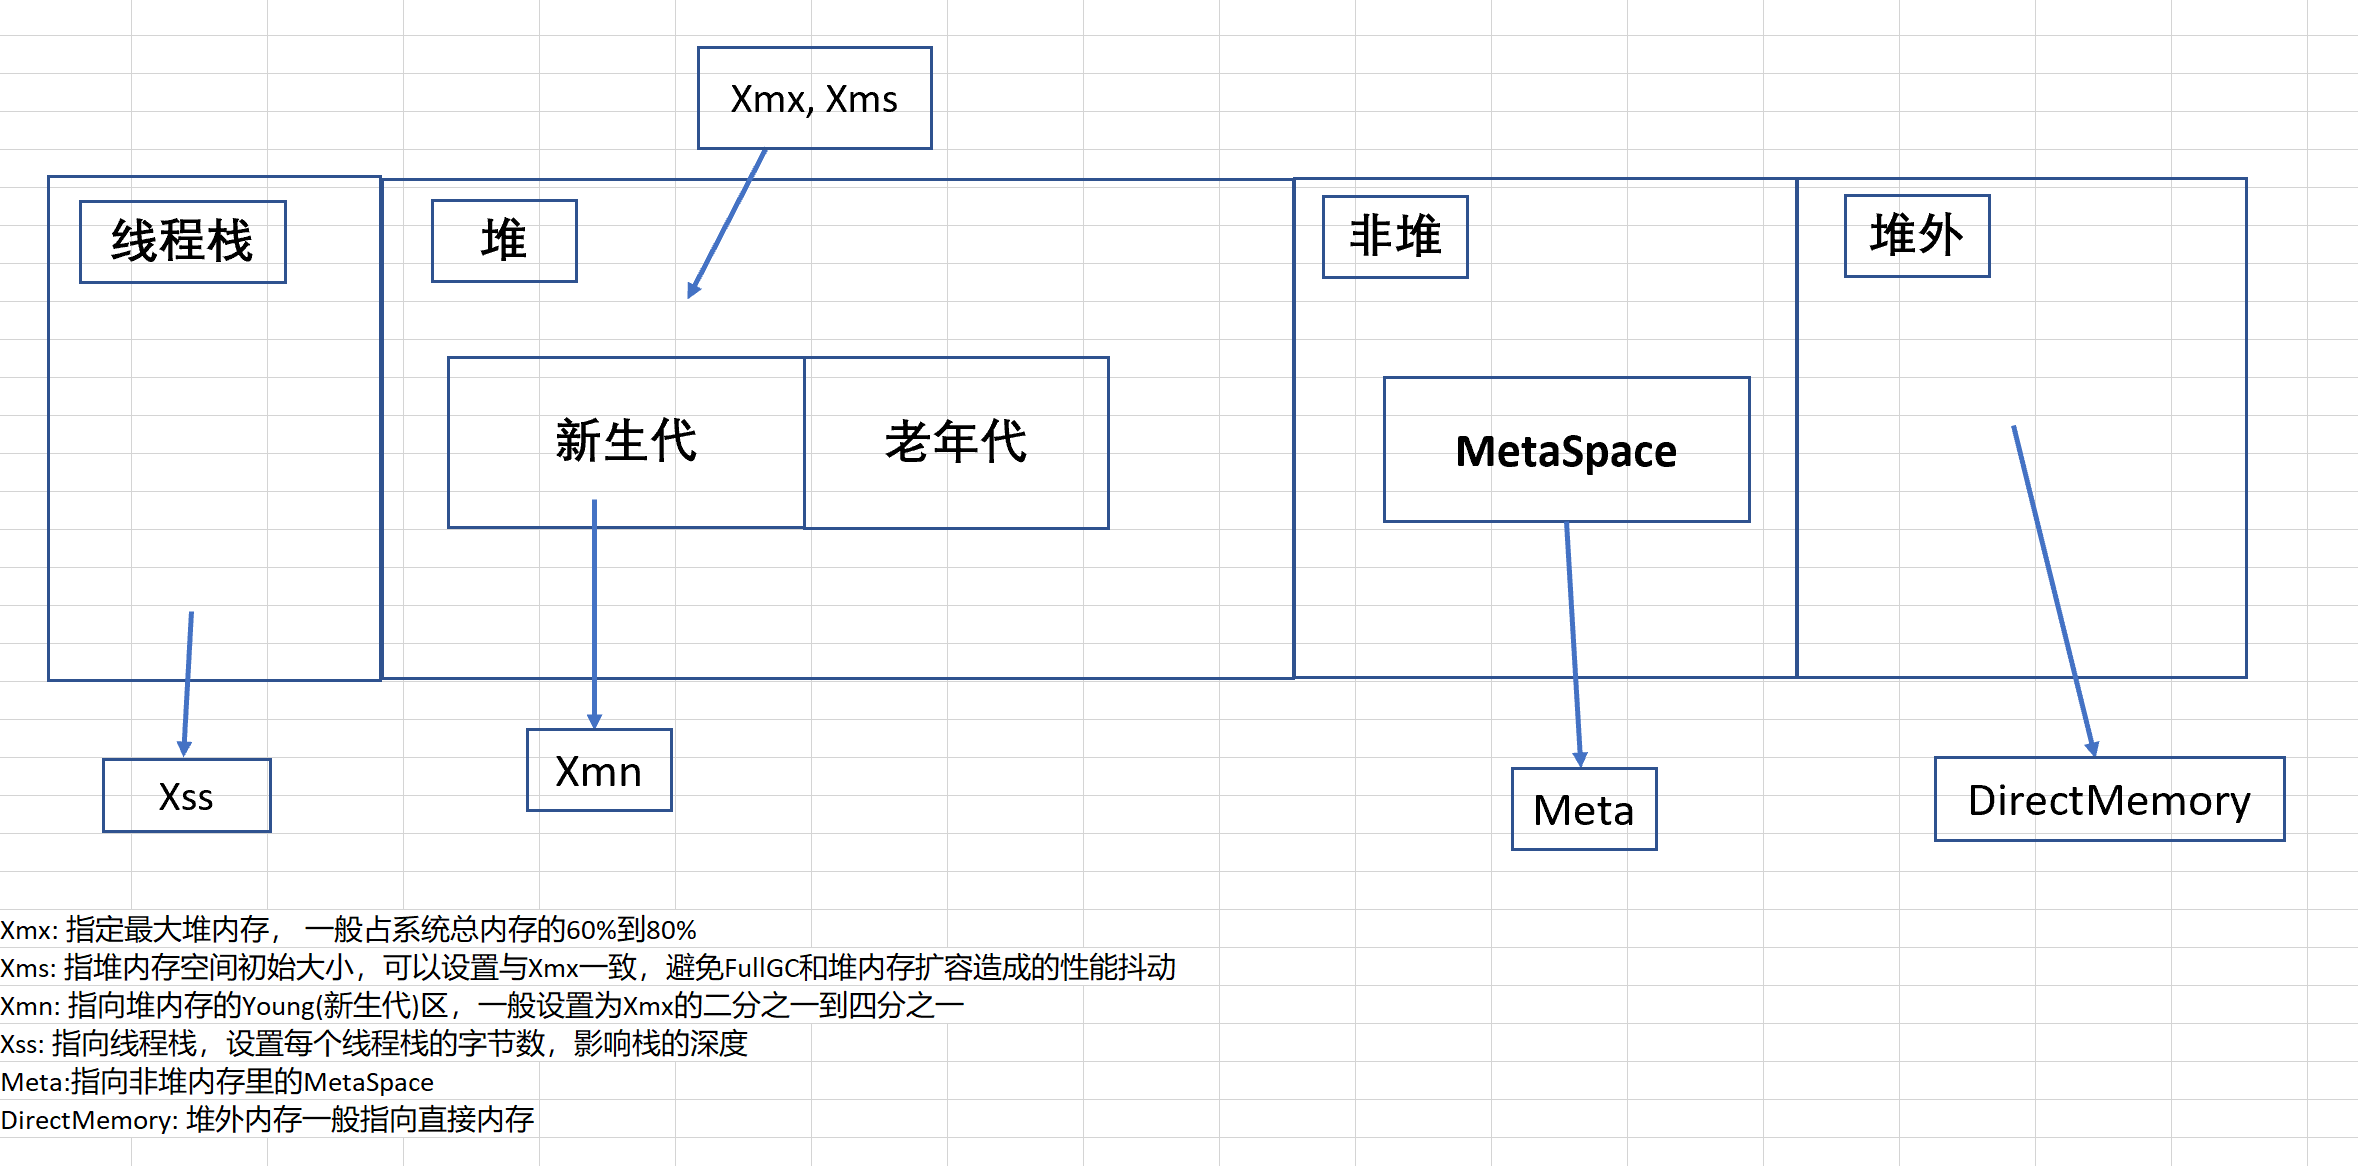 Xmx, Xms
线程栈
堆
非堆
堆外
新生代
老年代
MetaSpace
Xss
Xmn
Meta
DirectMemory
Xmx: 指定最大堆内存， 一般占系统总内存的60%到80%
Xms: 指堆内存空间初始大小，可以设置与Xmx一致，避免FullGC和堆内存扩容造成的性能抖动
Xmn: 指向堆内存的Young(新生代)区，一般设置为Xmx的二分之一到四分之一
Xss: 指向线程栈，设置每个线程栈的字节数，影响栈的深度
Meta:指向非堆内存里的MetaSpace
DirectMemory: 堆外内存一般指向直接内存